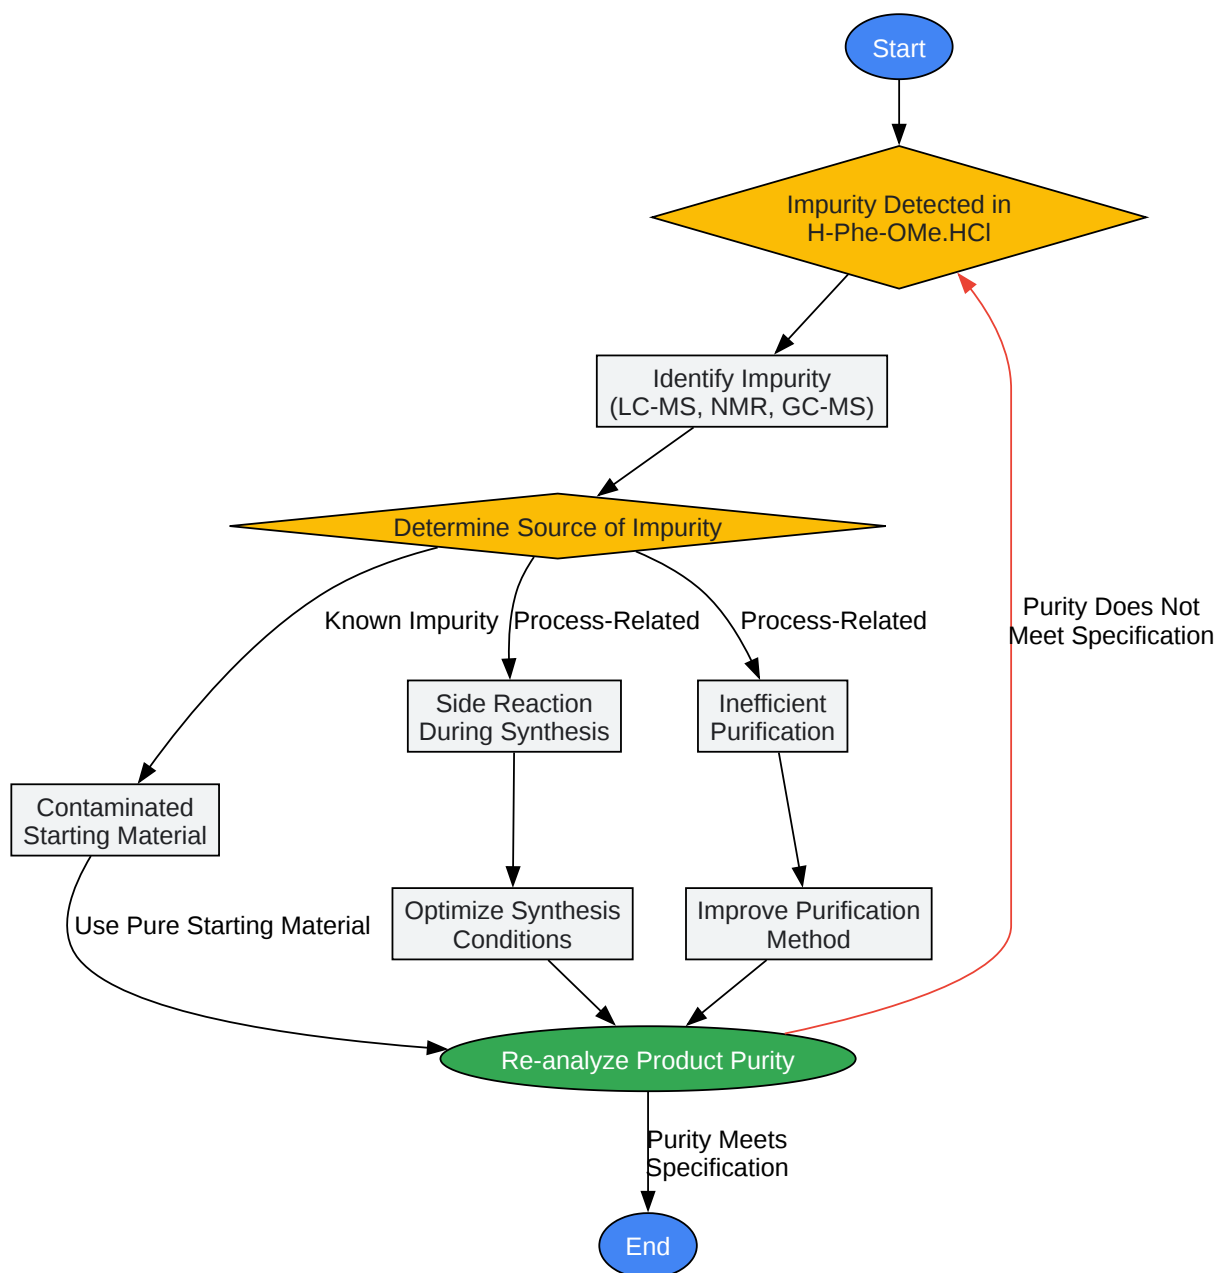 Start
Impurity Detected in
H-Phe-OMe.HCl
Identify Impurity
(LC-MS, NMR, GC-MS)
Determine Source of Impurity
Known Impurity
Process-Related
Process-Related
Purity Does Not
Meet Specification
Side Reaction
During Synthesis
Inefficient
Purification
Contaminated
Starting Material
Use Pure Starting Material
Optimize Synthesis
Conditions
Improve Purification
Method
Re-analyze Product Purity
Purity Meets
Specification
End